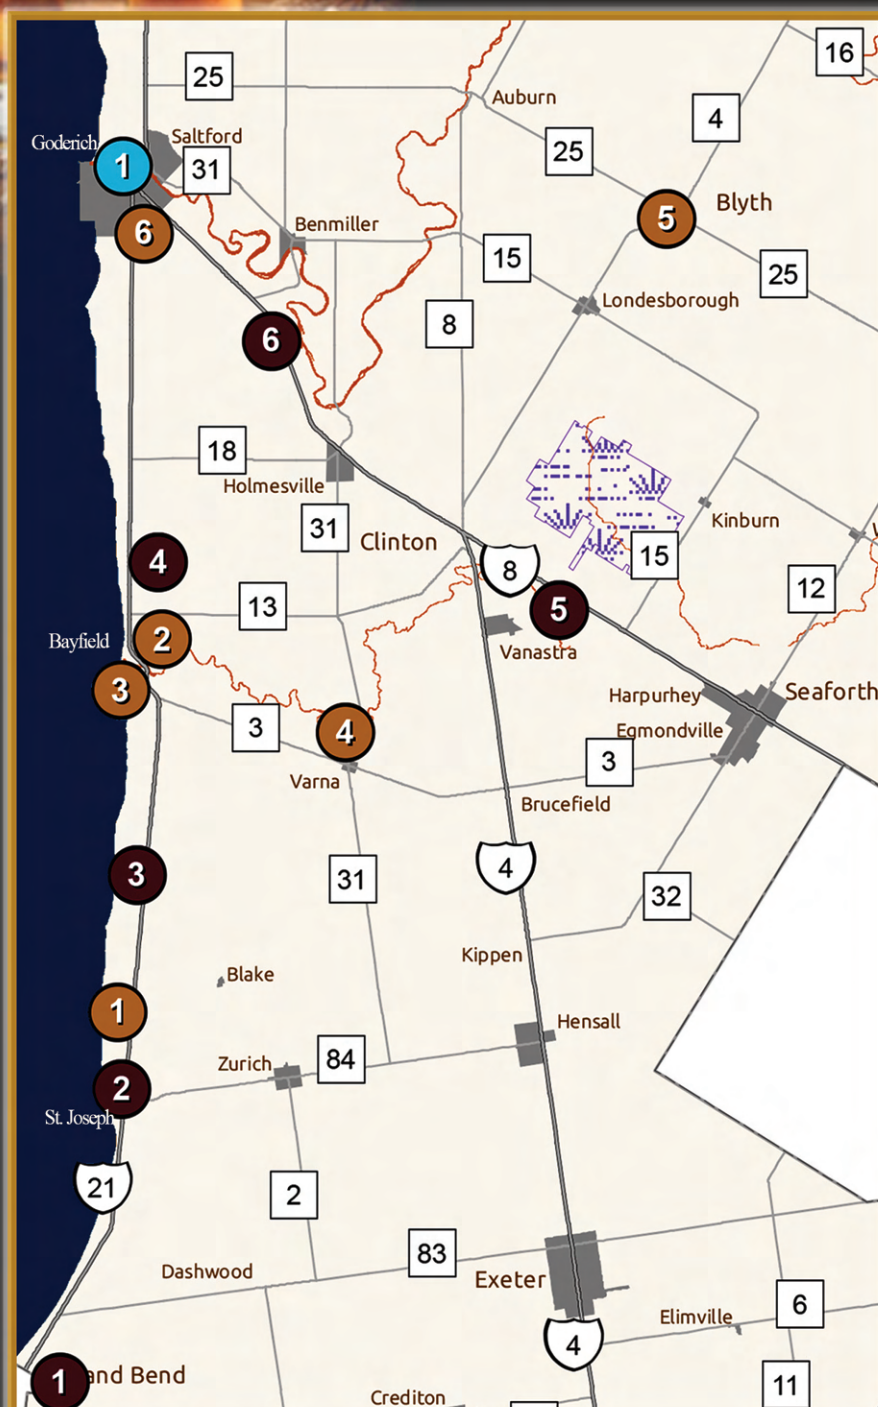 16
25
4
Auburn
Goderich
Saltford
1
31
25
Blyth
5
Benmiller
6
15
25
Londesborough
8
6
18
Holmesville
Kinburn
31
Clinton
15
4
8
12
13
5
Bayfield
2
Vanastra
3
Harpurhey
Seaforth
3
4
Egmondville
3
Varna
Brucefield
3
31
4
32
Kippen
Blake
1
Hensall
Zurich
84
2
St. Joseph
21
2
83
Dashwood
Exeter
6
Elimville
4
1
and Bend
11
Crediton